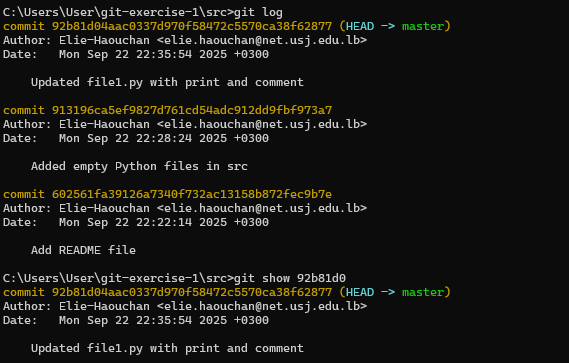 C:\Users\User\git-exercise-1\src>git log
commit 92b81d04aac0337d970f58472c5570ca38f62877 (HEAD -> master)
Author: Elie-Haouchan <elie.haouchan@net.usj.edu.lb>
Date:   Mon Sep 22 22:35:54 2025 +0300
Updated file1.py with print and comment
commit 913196ca5ef9827d761cd54adc912dd9fbf973a7
Author: Elie-Haouchan <elie.haouchan@net.usj.edu.lb>
Date:   Mon Sep 22 22:28:24 2025 +0300
Added empty Python files in src
commit 602561fa39126a7340f732ac13158b872fec9b7e
Author: Elie-Haouchan <elie.haouchan@net.usj.edu.lb>
Date:   Mon Sep 22 22:22:14 2025 +0300
Add README file
C:\Users\User\git-exercise-1\src>git show 92b81d0
commit 92b81d04aac0337d970f58472c5570ca38f62877 (HEAD -> master)
Author: Elie-Haouchan <elie.haouchan@net.usj.edu.lb>
Date:   Mon Sep 22 22:35:54 2025 +0300
Updated file1.py with print and comment